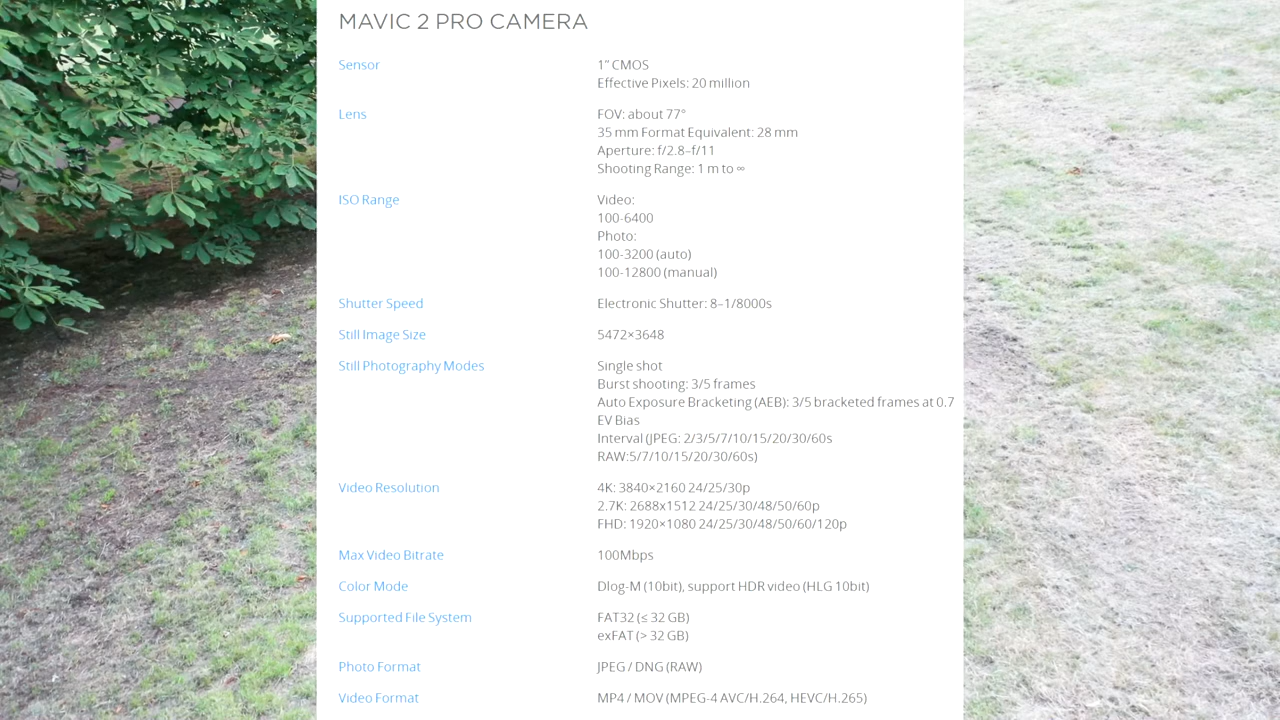 MAVIC 2 PRO CAMERA
Sensor
1″ CMOS
Effective Pixels: 20 million
Lens
FOV: about 77°
35 mm Format Equivalent: 28 mm
Aperture: f/2.8–f/11
Shooting Range: 1 m to ∞
ISO Range
Video:
100-6400
Photo:
100-3200 (auto)
100-12800 (manual)
Shutter Speed
Electronic Shutter: 8–1/8000s
Still Image Size
5472×3648
Still Photography Modes
Single shot
Burst shooting: 3/5 frames
Auto Exposure Bracketing (AEB): 3/5 bracketed frames at 0.7
EV Bias
Interval (JPEG: 2/3/5/7/10/15/20/30/60s
RAW:5/7/10/15/20/30/60s)
Video Resolution
4K: 3840×2160 24/25/30p
2.7K: 2688x1512 24/25/30/48/50/60p
FHD: 1920×1080 24/25/30/48/50/60/120p
Max Video Bitrate
100Mbps
Color Mode
Dlog-M (10bit), support HDR video (HLG 10bit)
Supported File System
FAT32 (≤ 32 GB)
exFAT (> 32 GB)
Photo Format
JPEG / DNG (RAW)
Video Format
MP4 / MOV (MPEG-4 AVC/H.264, HEVC/H.265)